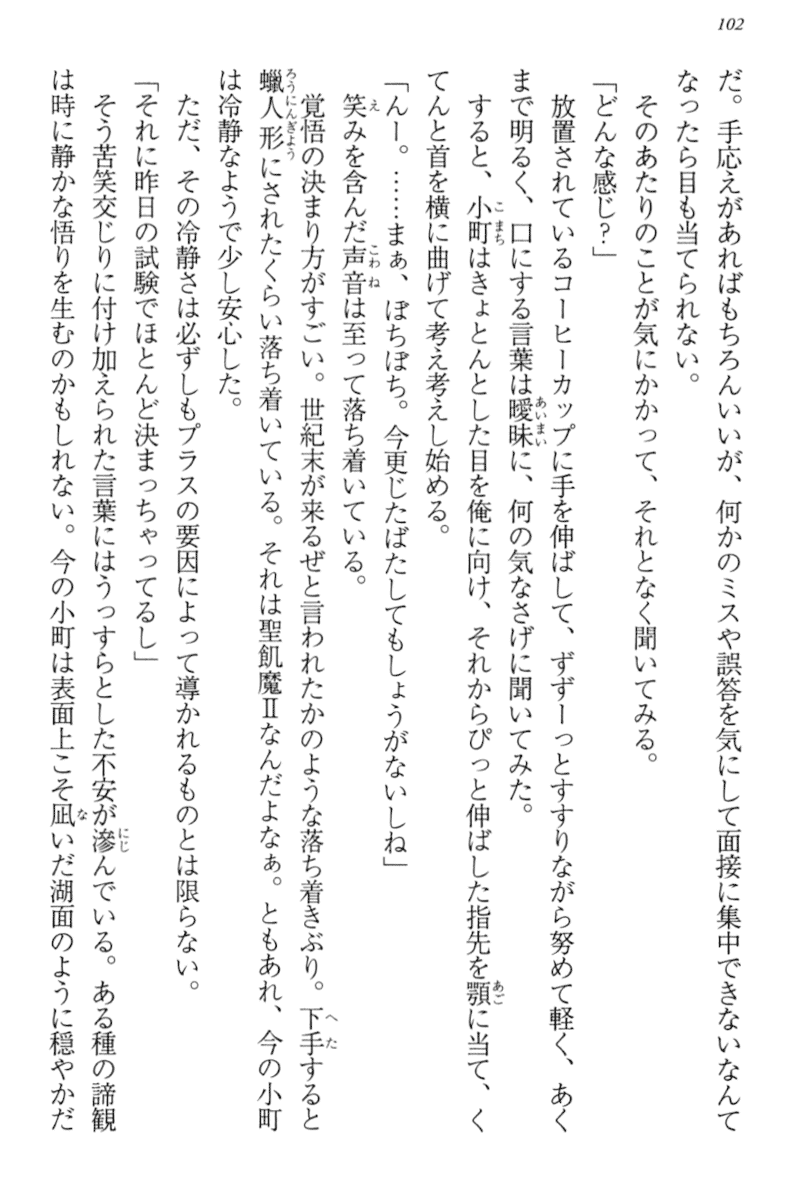 102
だ。手応えがあればもちろんいいが、何かのミスや誤答を気にして面接に集中できないなんて
なったら目も当てられない。
そのあたりのことが気にかかって、それとなく聞いてみる。
「どんな感じ？」
放置されているコーヒーカップに手を伸ばして、ずずーっとすすりながら努めて軽く、あく
まで明るく、口にする言葉は曖昧に、何の気なさげに聞いてみた。
すると、小町はきょとんとした目を俺に向け、それからぴっと伸ばした指先を顎に当て、く
てんと首を横に曲げて考え考えし始める。
「んー。……まぁ、ぼちぼち。今更じたばたしてもしょうがないしね」
笑みを含んだ声音は至って落ち着いている。
覚悟の決まり方がすごい。世紀末が来るぜと言われたかのような落ち着きぶり。下手すると
蠟人形にされたくらい落ち着いている。それは聖飢魔Ⅱなんだよなぁ。ともあれ、今の小町
は冷静なようで少し安心した。
ただ、その冷静さは必ずしもプラスの要因によって導かれるものとは限らない。
「それに昨日の試験でほとんど決まっちゃってるし」
そう苦笑交じりに付け加えられた言葉にはうっすらとした不安が滲んでいる。ある種の諦観
は時に静かな悟りを生むのかもしれない。今の小町は表面上こそ凪いだ湖面のように穏やかだ